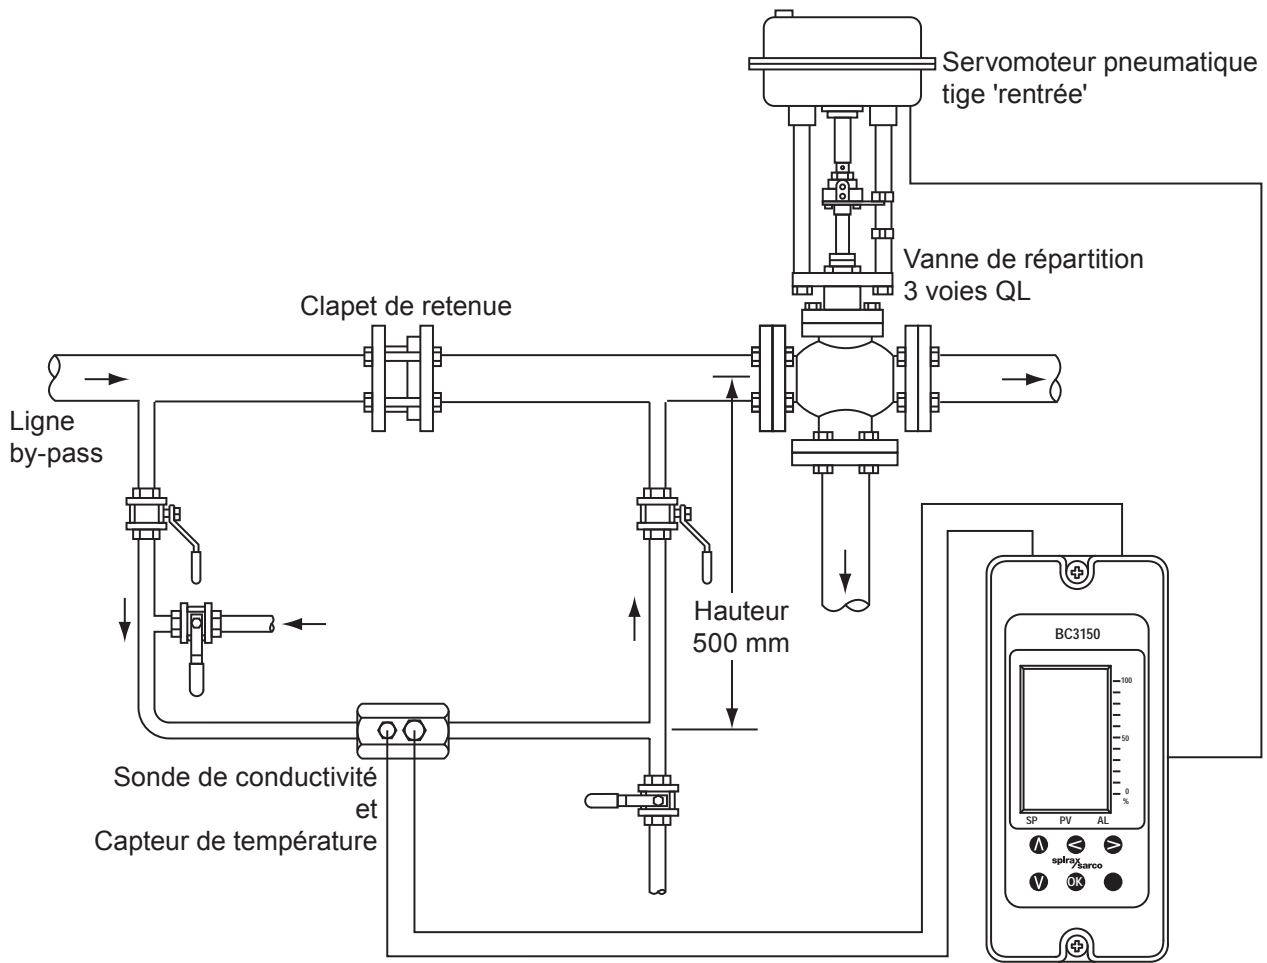 Servomoteur pneumatique
tige 'rentrée'
Vanne de répartition
3 voies QL
Clapet de retenue
Ligne
by-pass
Hauteur
500 mm
Sonde de conductivité
et
Capteur de température
BC3150
100
50
0
%
SP PV AL
spirax
/sarco
OK